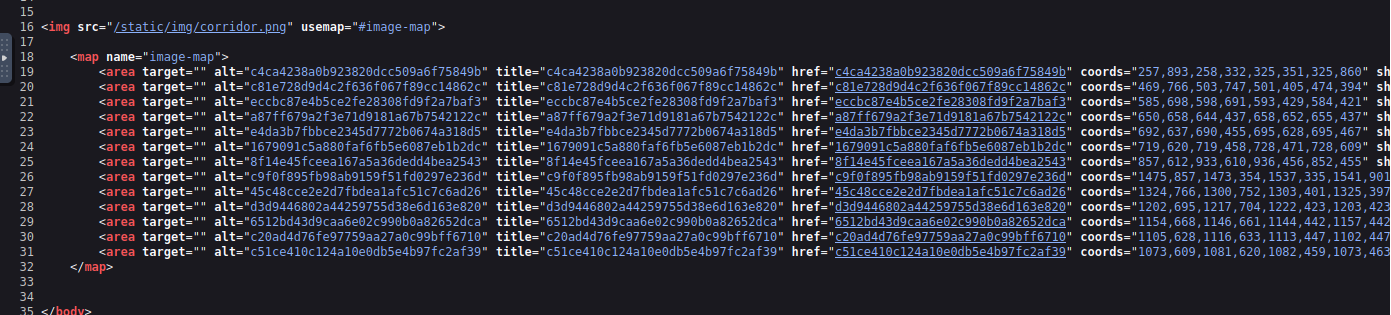 15
16 <img src="/static/img/corridor.png" usemap="#image-map">
17
18 <map name="image-map">
19 <area target="" alt="c4ca4238a0b923820dcc509a6f75849b" title="c4ca4238a0b923820dcc509a6f75849b" href="c4ca4238a0b923820dcc509a6f75849b" coords="257,893,258,332,325,351,325,860" sh
20 <area target="" alt="c81e728d9d4c2f636f067f89cc14862c" title="c81e728d9d4c2f636f067f89cc14862c" href="c81e728d9d4c2f636f067f89cc14862c" coords="469,766,503,747,501,405,474,394" sh
21 <area target="" alt="eccbc87e4b5ce2fe28308fd9f2a7baf3" title="eccbc87e4b5ce2fe28308fd9f2a7baf3" href="eccbc87e4b5ce2fe28308fd9f2a7baf3" coords="585,698,598,691,593,429,584,421" sh
22 <area target="" alt="a87ff679a2f3e71d9181a67b7542122c" title="a87ff679a2f3e71d9181a67b7542122c" href="a87ff679a2f3e71d9181a67b7542122c" coords="650,658,644,437,658,652,655,437" sh
23 <area target="" alt="e4da3b7fbbce2345d7772b0674a318d5" title="e4da3b7fbbce2345d7772b0674a318d5" href="e4da3b7fbbce2345d7772b0674a318d5" coords="692,637,690,455,695,628,695,467" sh
24 <area target="" alt="1679091c5a880faf6fb5e6087eb1b2dc" title="1679091c5a880faf6fb5e6087eb1b2dc" href="1679091c5a880faf6fb5e6087eb1b2dc" coords="719,620,719,458,728,471,728,609" sh
25 <area target="" alt="8f14e45fceea167a5a36dedd4bea2543" title="8f14e45fceea167a5a36dedd4bea2543" href="8f14e45fceea167a5a36dedd4bea2543" coords="857,612,933,610,936,456,852,455" sh
26 <area target="" alt="c9f0f895fb98ab9159f51fd0297e236d" title="c9f0f895fb98ab9159f51fd0297e236d" href="c9f0f895fb98ab9159f51fd0297e236d" coords="1475,857,1473,354,1537,335,1541,901
27 <area target="" alt="45c48cce2e2d7fbdea1afc51c7c6ad26" title="45c48cce2e2d7fbdea1afc51c7c6ad26" href="45c48cce2e2d7fbdea1afc51c7c6ad26" coords="1324,766,1300,752,1303,401,1325,397
28 <area target="" alt="d3d9446802a44259755d38e6d163e820" title="d3d9446802a44259755d38e6d163e820" href="d3d9446802a44259755d38e6d163e820" coords="1202,695,1217,704,1222,423,1203,423
29 <area target="" alt="6512bd43d9caa6e02c990b0a82652dca" title="6512bd43d9caa6e02c990b0a82652dca" href="6512bd43d9caa6e02c990b0a82652dca" coords="1154,668,1146,661,1144,442,1157,442
30 <area target="" alt="c20ad4d76fe97759aa27a0c99bff6710" title="c20ad4d76fe97759aa27a0c99bff6710" href="c20ad4d76fe97759aa27a0c99bff6710" coords="1105,628,1116,633,1113,447,1102,447
31 <area target="" alt="c51ce410c124a10e0db5e4b97fc2af39" title="c51ce410c124a10e0db5e4b97fc2af39" href="c51ce410c124a10e0db5e4b97fc2af39" coords="1073,609,1081,620,1082,459,1073,463
32 </map>
33
34
35 </body>